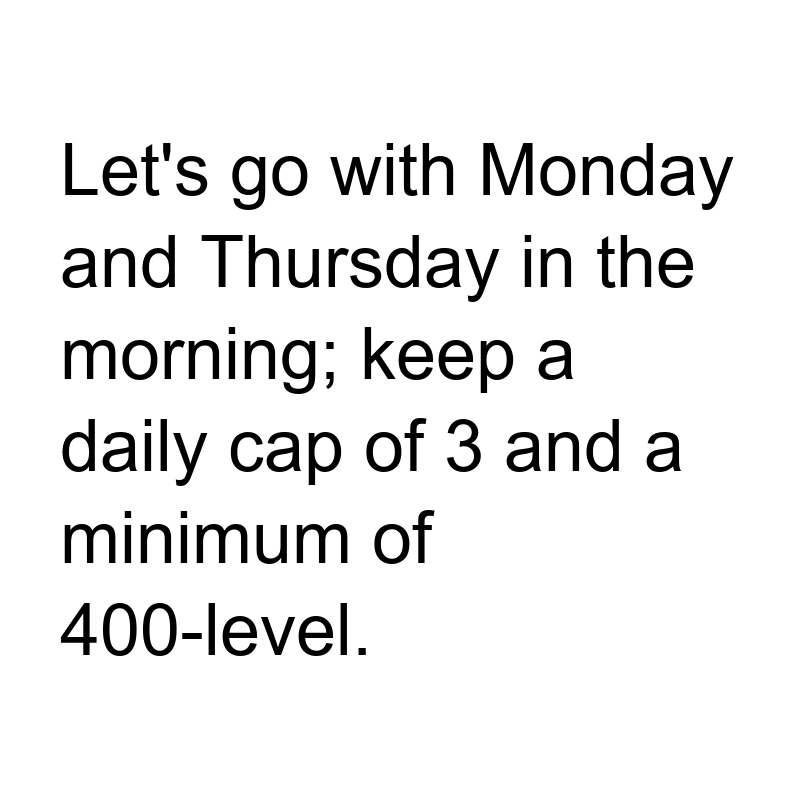 Let's go with Monday
and Thursday in the
morning; keep a
daily cap of 3 and a
minimum of
400-level.